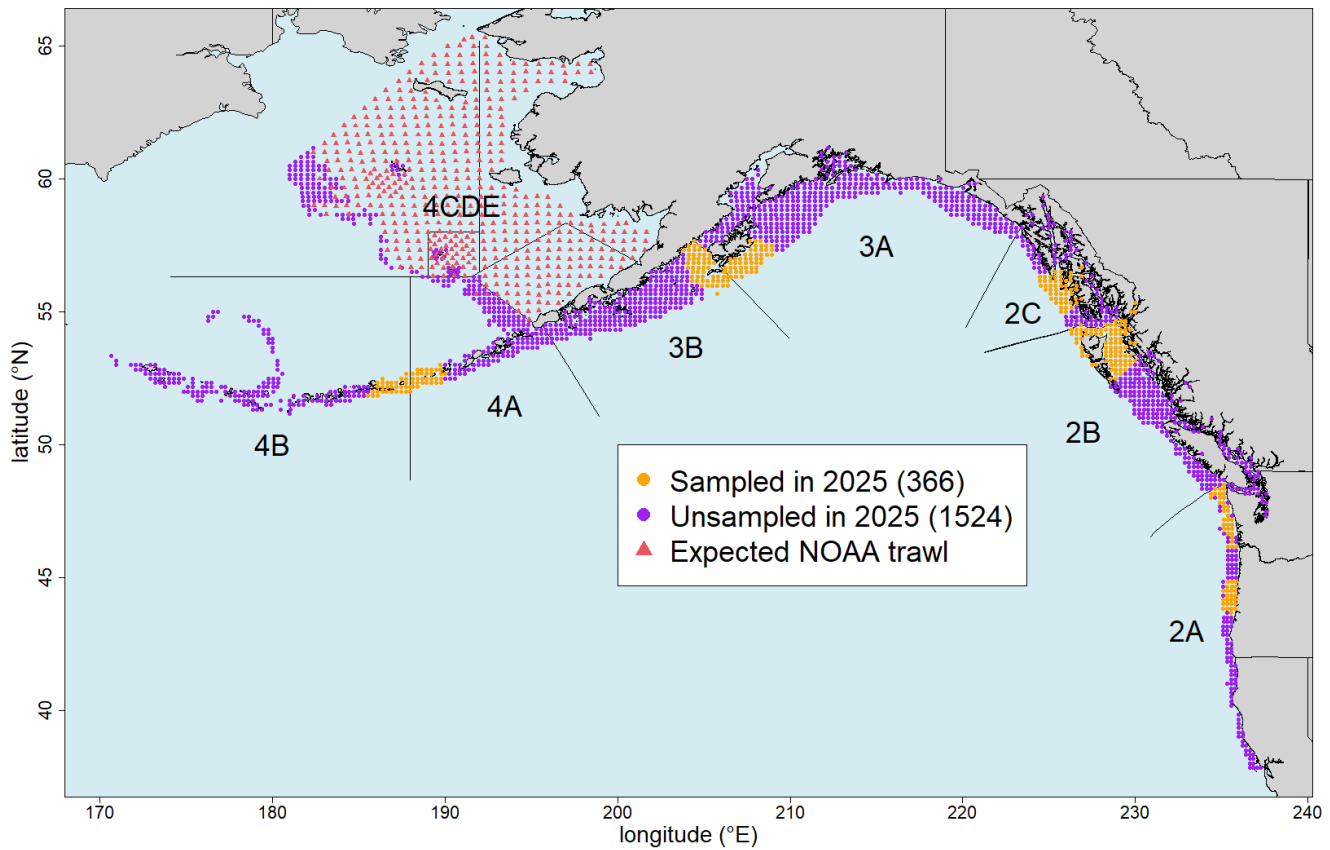 65
60
55
50
45
40
latitude (°N)
4CDE
3A
2C
3B
4A
2B
4B
Sampled in 2025 (366)
Unsampled in 2025 (1524)
Expected NOAA trawl
2A
170
180
190
200
210
220
230
240
longitude (°E)